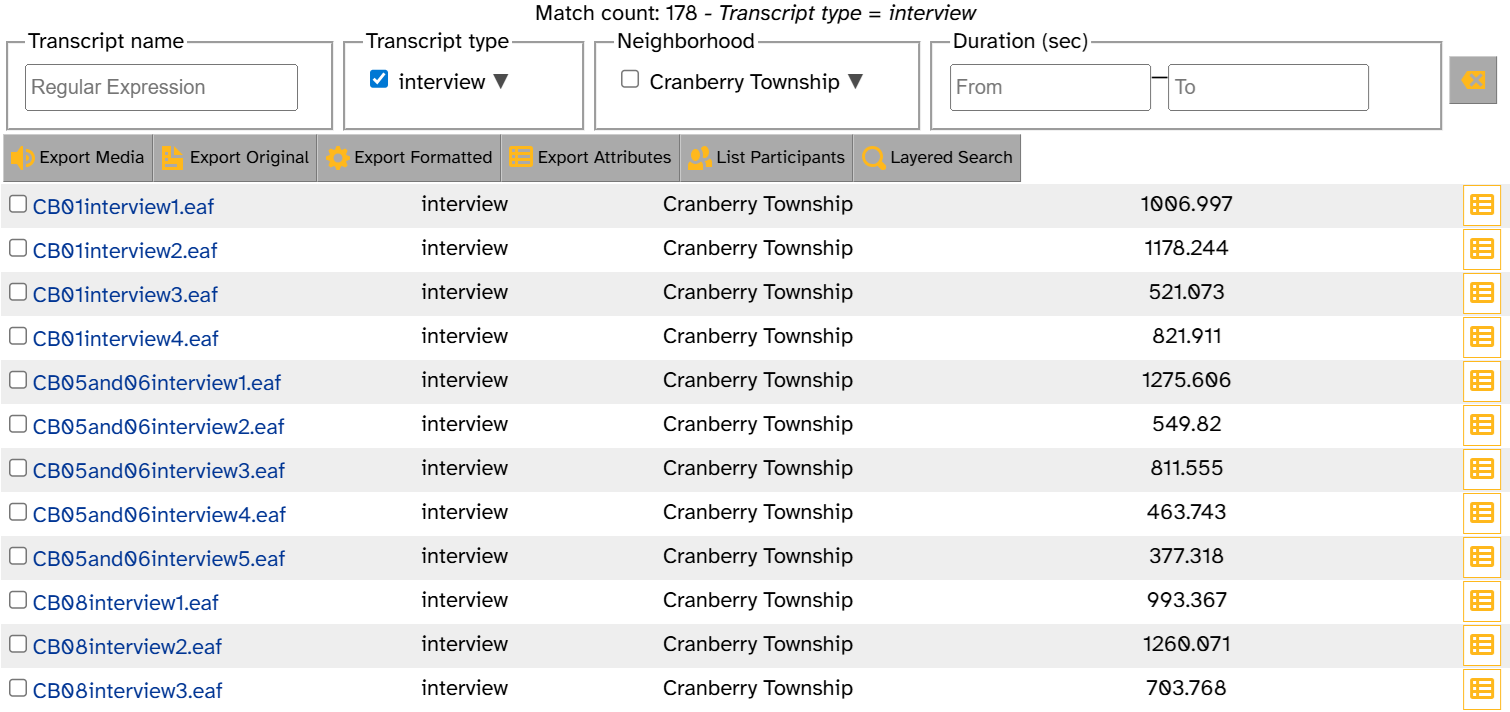 Match count: 178 - Transcript type = interview
Transcript name Transcript type Neighborhood Duration (sec)
Regular Expression interview ▼ Cranberry Township ▼ From – To
Export Media Export Original Export Formatted Export Attributes List Participants Layered Search
CB01interview1.eaf interview Cranberry Township 1006.997
CB01interview2.eaf interview Cranberry Township 1178.244
CB01interview3.eaf interview Cranberry Township 521.073
CB01interview4.eaf interview Cranberry Township 821.911
CB05and06interview1.eaf interview Cranberry Township 1275.606
CB05and06interview2.eaf interview Cranberry Township 549.82
CB05and06interview3.eaf interview Cranberry Township 811.555
CB05and06interview4.eaf interview Cranberry Township 463.743
CB05and06interview5.eaf interview Cranberry Township 377.318
CB08interview1.eaf interview Cranberry Township 993.367
CB08interview2.eaf interview Cranberry Township 1260.071
CB08interview3.eaf interview Cranberry Township 703.768